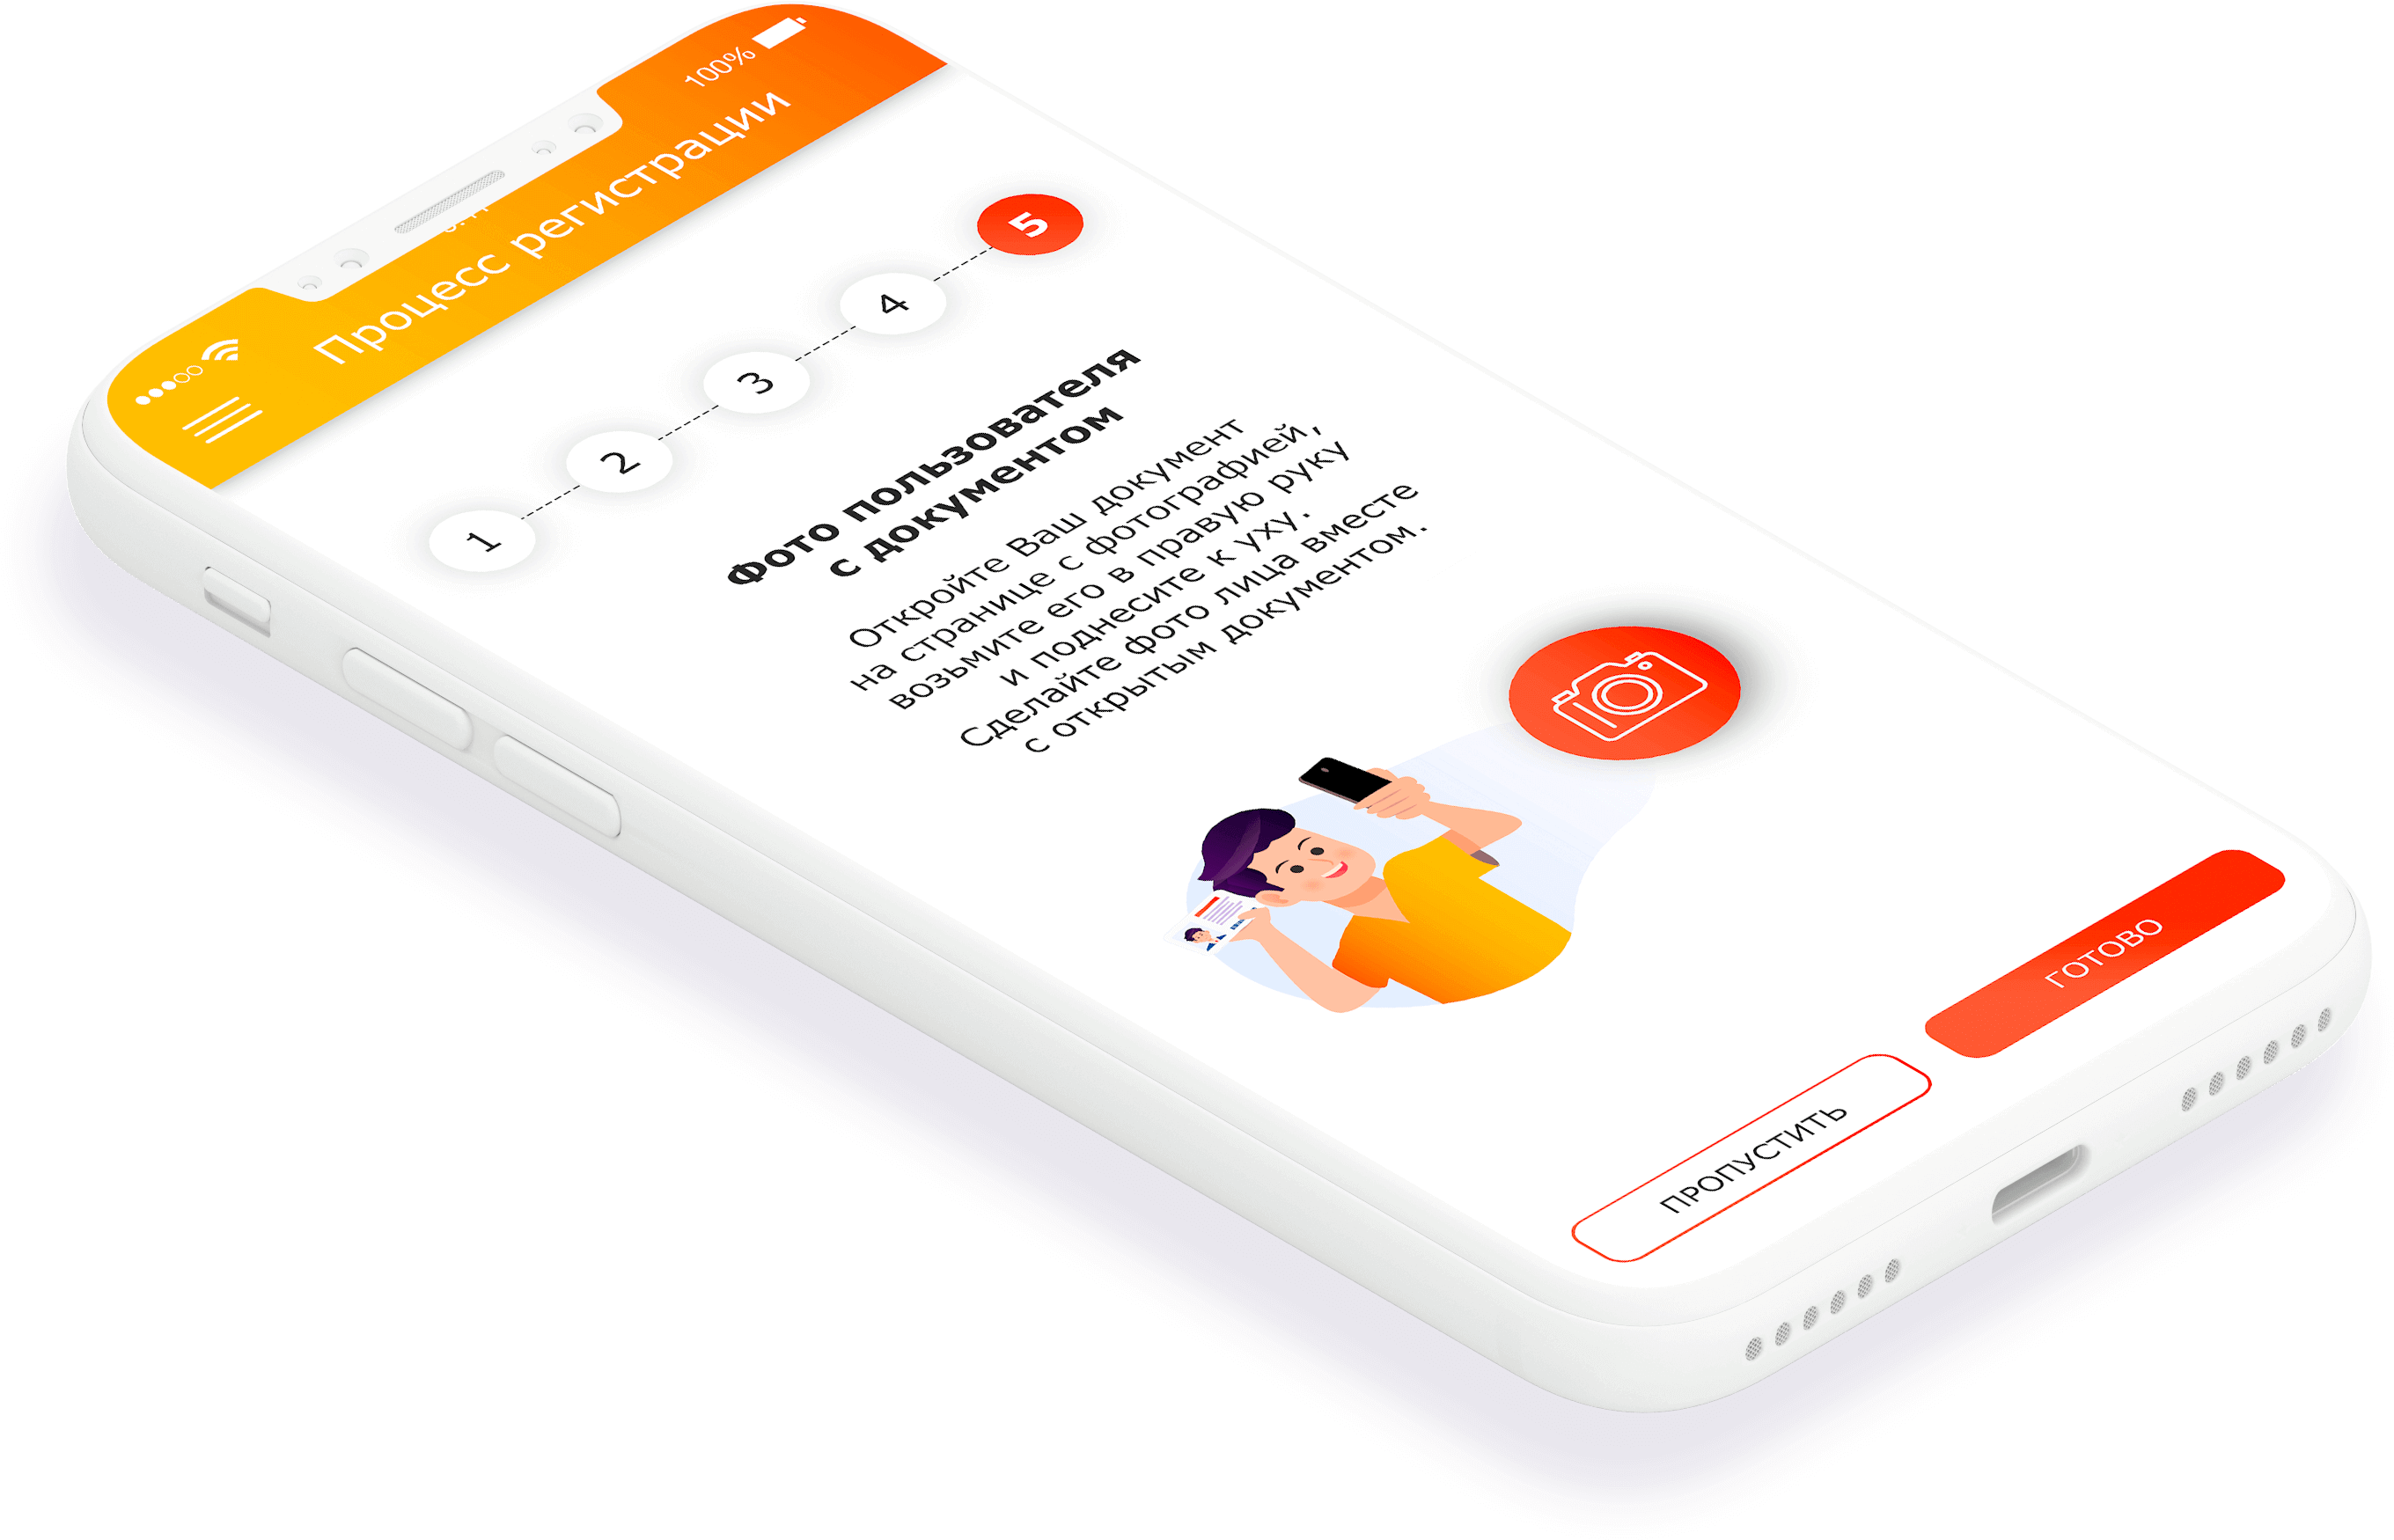 100%
Процесс регистрации
1 2 3 4 5
Фото пользователя
с документом
Откройте Ваш документ
на странице с фотографией,
возьмите его в правую руку
и поднесите к уху.
Сделайте фото лица вместе
с открытым документом.
ПРОПУСТИТЬ
ГОТОВО